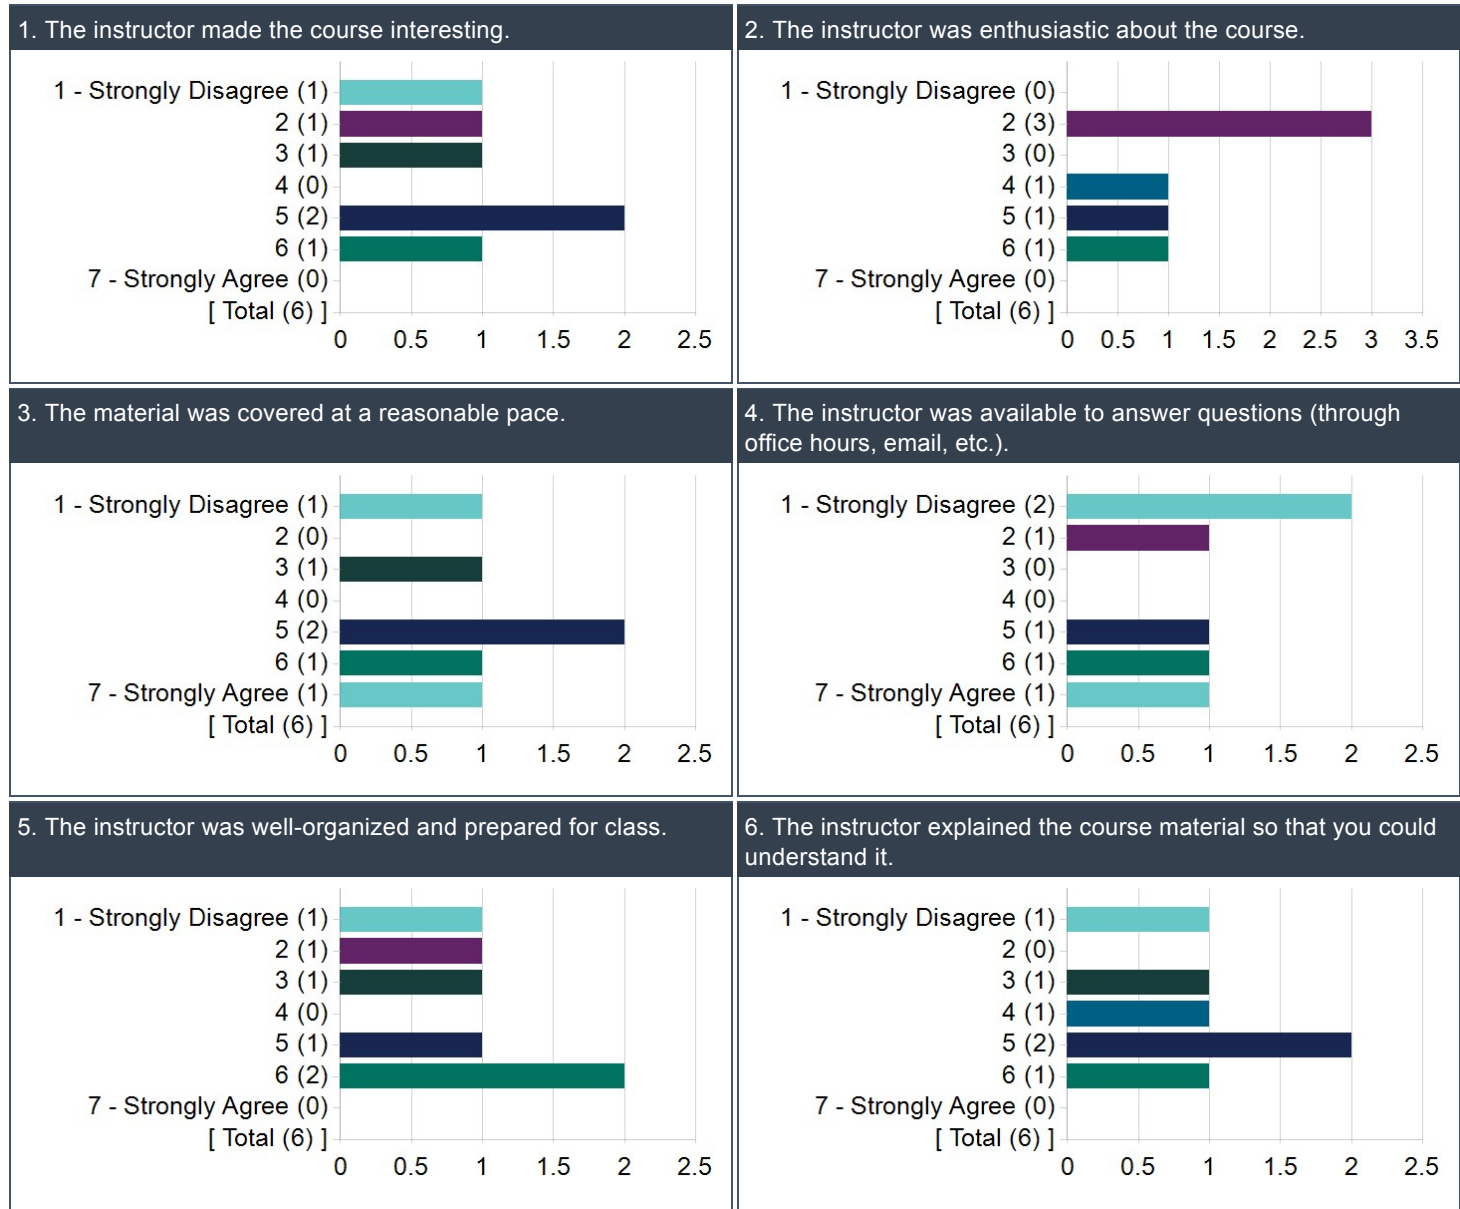 1. The instructor made the course interesting.
1 - Strongly Disagree (1)
2 (1)
3 (1)
4 (0)
5 (2)
6 (1)
7 - Strongly Agree (0)
[ Total (6) ]
0 0.5 1 1.5 2 2.5
2. The instructor was enthusiastic about the course.
1 - Strongly Disagree (0)
2 (3)
3 (0)
4 (1)
5 (1)
6 (1)
7 - Strongly Agree (0)
[ Total (6) ]
0 0.5 1 1.5 2 2.5 3 3.5
3. The material was covered at a reasonable pace.
1 - Strongly Disagree (1)
2 (0)
3 (1)
4 (0)
5 (2)
6 (1)
7 - Strongly Agree (1)
[ Total (6) ]
0 0.5 1 1.5 2 2.5
4. The instructor was available to answer questions (through
office hours, email, etc.).
1 - Strongly Disagree (2)
2 (1)
3 (0)
4 (0)
5 (1)
6 (1)
7 - Strongly Agree (1)
[ Total (6) ]
0 0.5 1 1.5 2 2.5
5. The instructor was well-organized and prepared for class.
1 - Strongly Disagree (1)
2 (1)
3 (1)
4 (0)
5 (1)
6 (2)
7 - Strongly Agree (0)
[ Total (6) ]
0 0.5 1 1.5 2 2.5
6. The instructor explained the course material so that you could
understand it.
1 - Strongly Disagree (1)
2 (0)
3 (1)
4 (1)
5 (2)
6 (1)
7 - Strongly Agree (0)
[ Total (6) ]
0 0.5 1 1.5 2 2.5